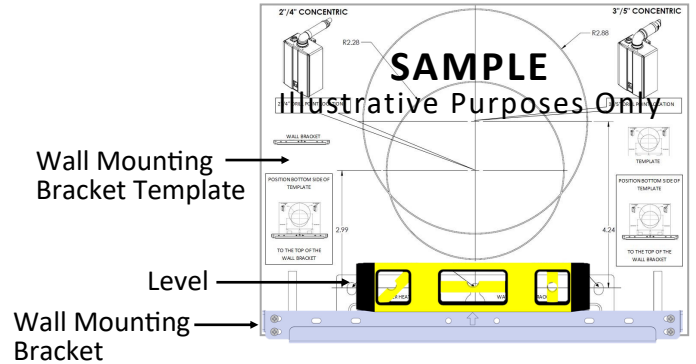 2"/4" CONCENTRIC
3"/5" CONCENTRIC
R2.28
R2.88
SAMPLE
Illustrative Purposes Only
WALL BRACKET
TEMPLATE
Wall Mounting
Bracket Template
POSITION BOTTOM SIDE OF
TEMPLATE
TO THE TOP OF THE
WALL BRACKET
POSITION BOTTOM SIDE OF
TEMPLATE
TO THE TOP OF THE
WALL BRACKET
2.99
4.24
Level
Wall Mounting
Bracket